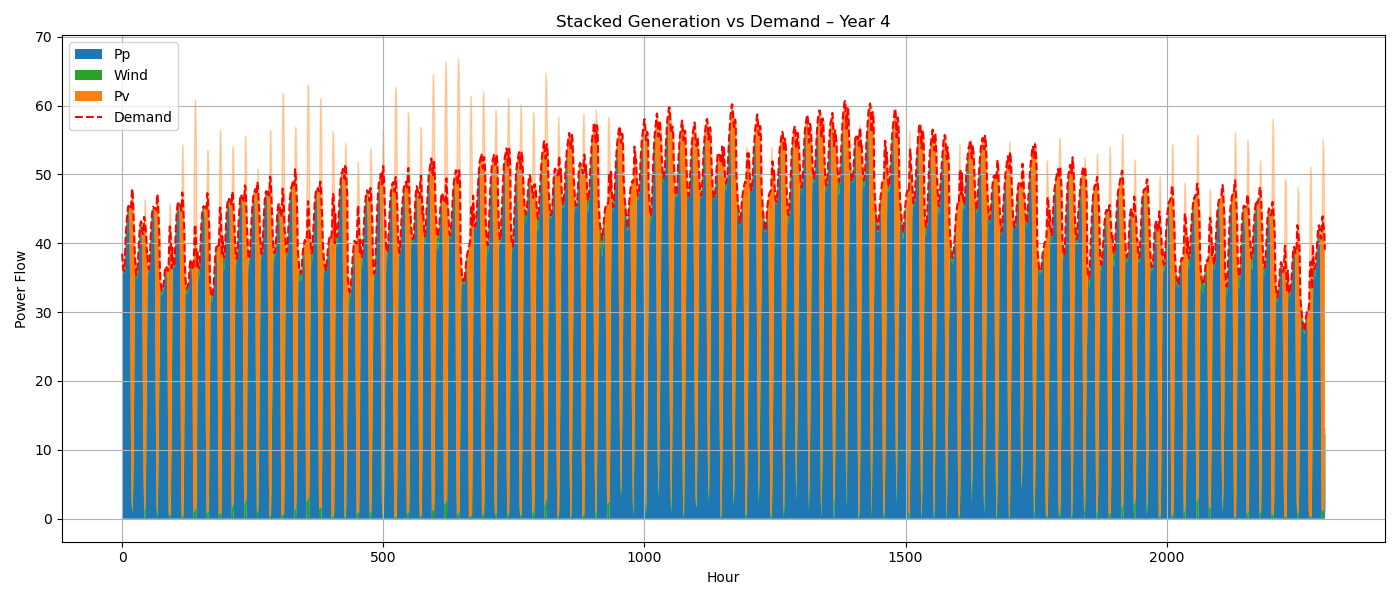 Stacked Generation vs Demand – Year 4
Pp
Wind
Pv
Demand
Power Flow
70
60
50
40
30
20
10
0
0 500 1000 1500 2000
Hour